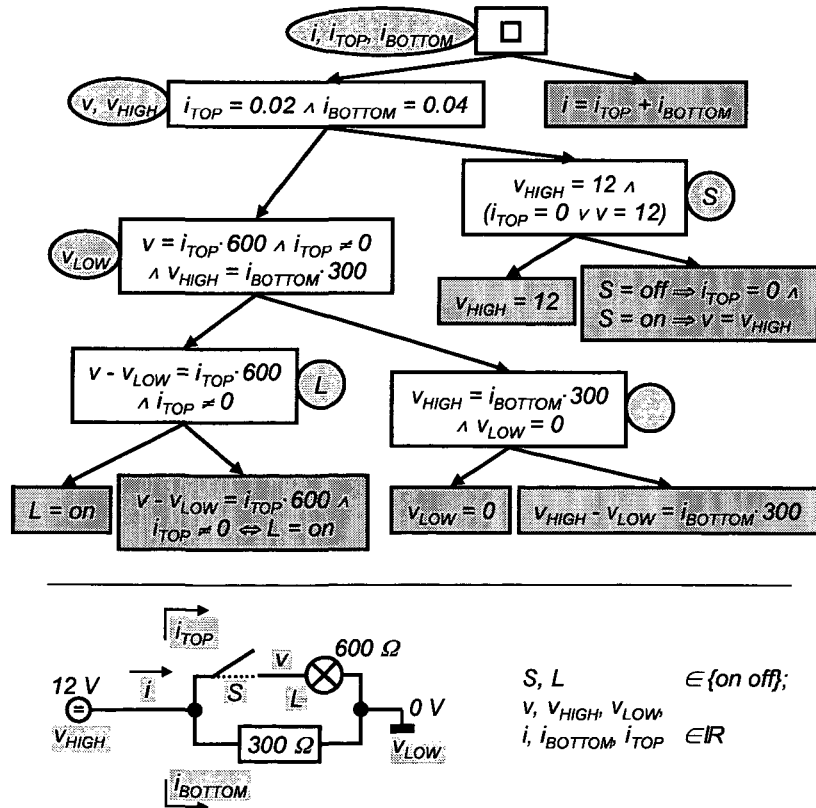 i, i_TOP, i_BOTTOM
v, v_HIGH
i_TOP = 0.02 ∧ i_BOTTOM = 0.04
i = i_TOP + i_BOTTOM
v_HIGH = 12 ∧
(i_TOP = 0 ∨ v = 12)
S
v_LOW
v = i_TOP· 600 ∧ i_TOP ≠ 0
∧ v_HIGH = i_BOTTOM· 300
v_HIGH = 12
S = off ⇒ i_TOP = 0 ∧
S = on ⇒ v = v_HIGH
v - v_LOW = i_TOP· 600
∧ i_TOP ≠ 0
L
v_HIGH = i_BOTTOM· 300
∧ v_LOW = 0
L = on
v - v_LOW = i_TOP· 600 ∧
i_TOP ≠ 0 ⇔ L = on
v_LOW = 0
v_HIGH - v_LOW = i_BOTTOM· 300
i_TOP
12 V
i
S
v
L
600 Ω
0 V
=
v_HIGH
300 Ω
v_LOW
i_BOTTOM
S, L ∈ {on off};
v, v_HIGH, v_LOW,
i, i_BOTTOM, i_TOP ∈ ℝ